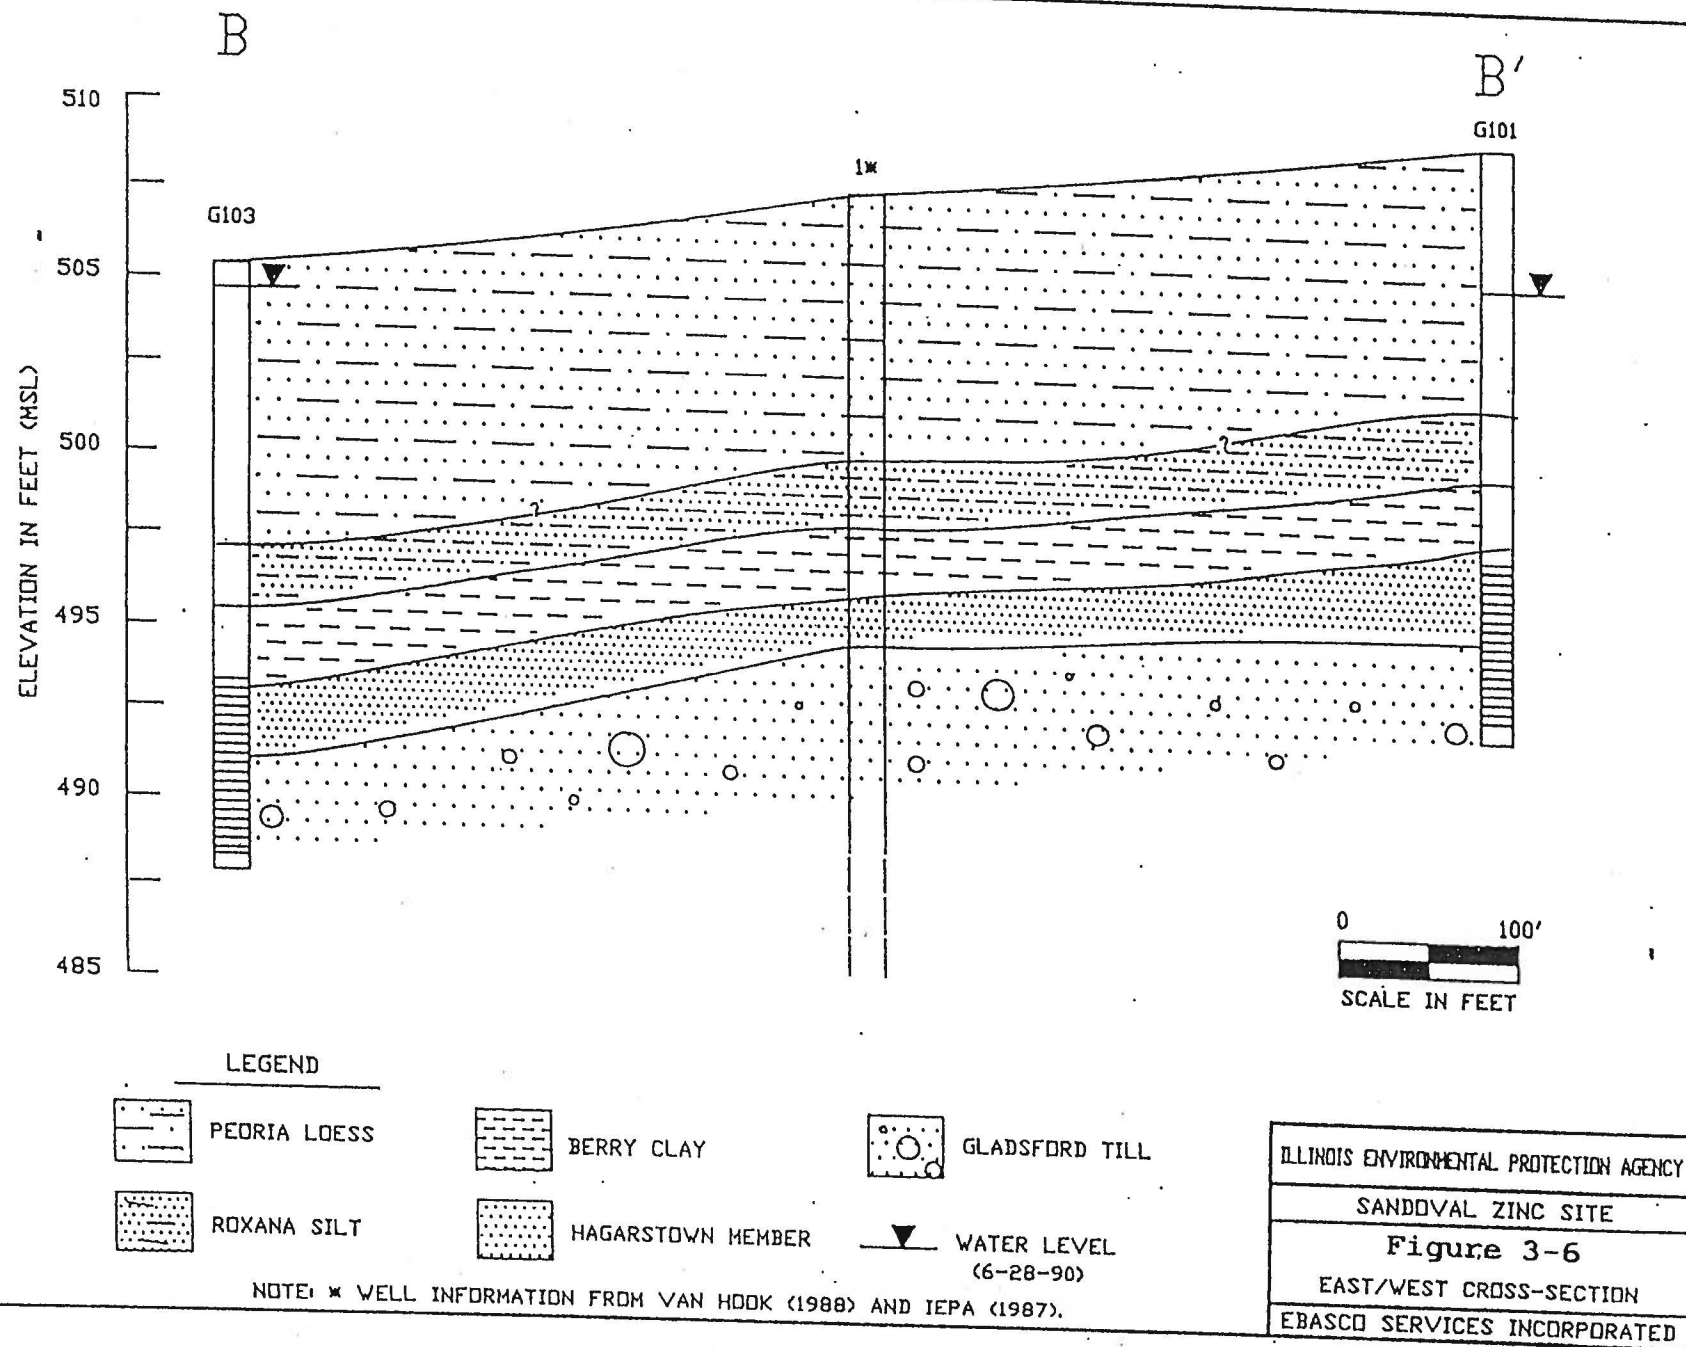 B
B'
510
G101
1*
G103
505
500
495
490
485
ELEVATION IN FEET (MSL)
?
?
0 100'
SCALE IN FEET
LEGEND
PEORIA LOESS
BERRY CLAY
GLADSFORD TILL
ROXANA SILT
HAGARSTOWN MEMBER
WATER LEVEL
(6-28-90)
NOTE: * WELL INFORMATION FROM VAN HOOK (1988) AND IEPA (1987).
ILLINOIS ENVIRONMENTAL PROTECTION AGENCY
SANDOVAL ZINC SITE
Figure 3-6
EAST/WEST CROSS-SECTION
EBASCO SERVICES INCORPORATED